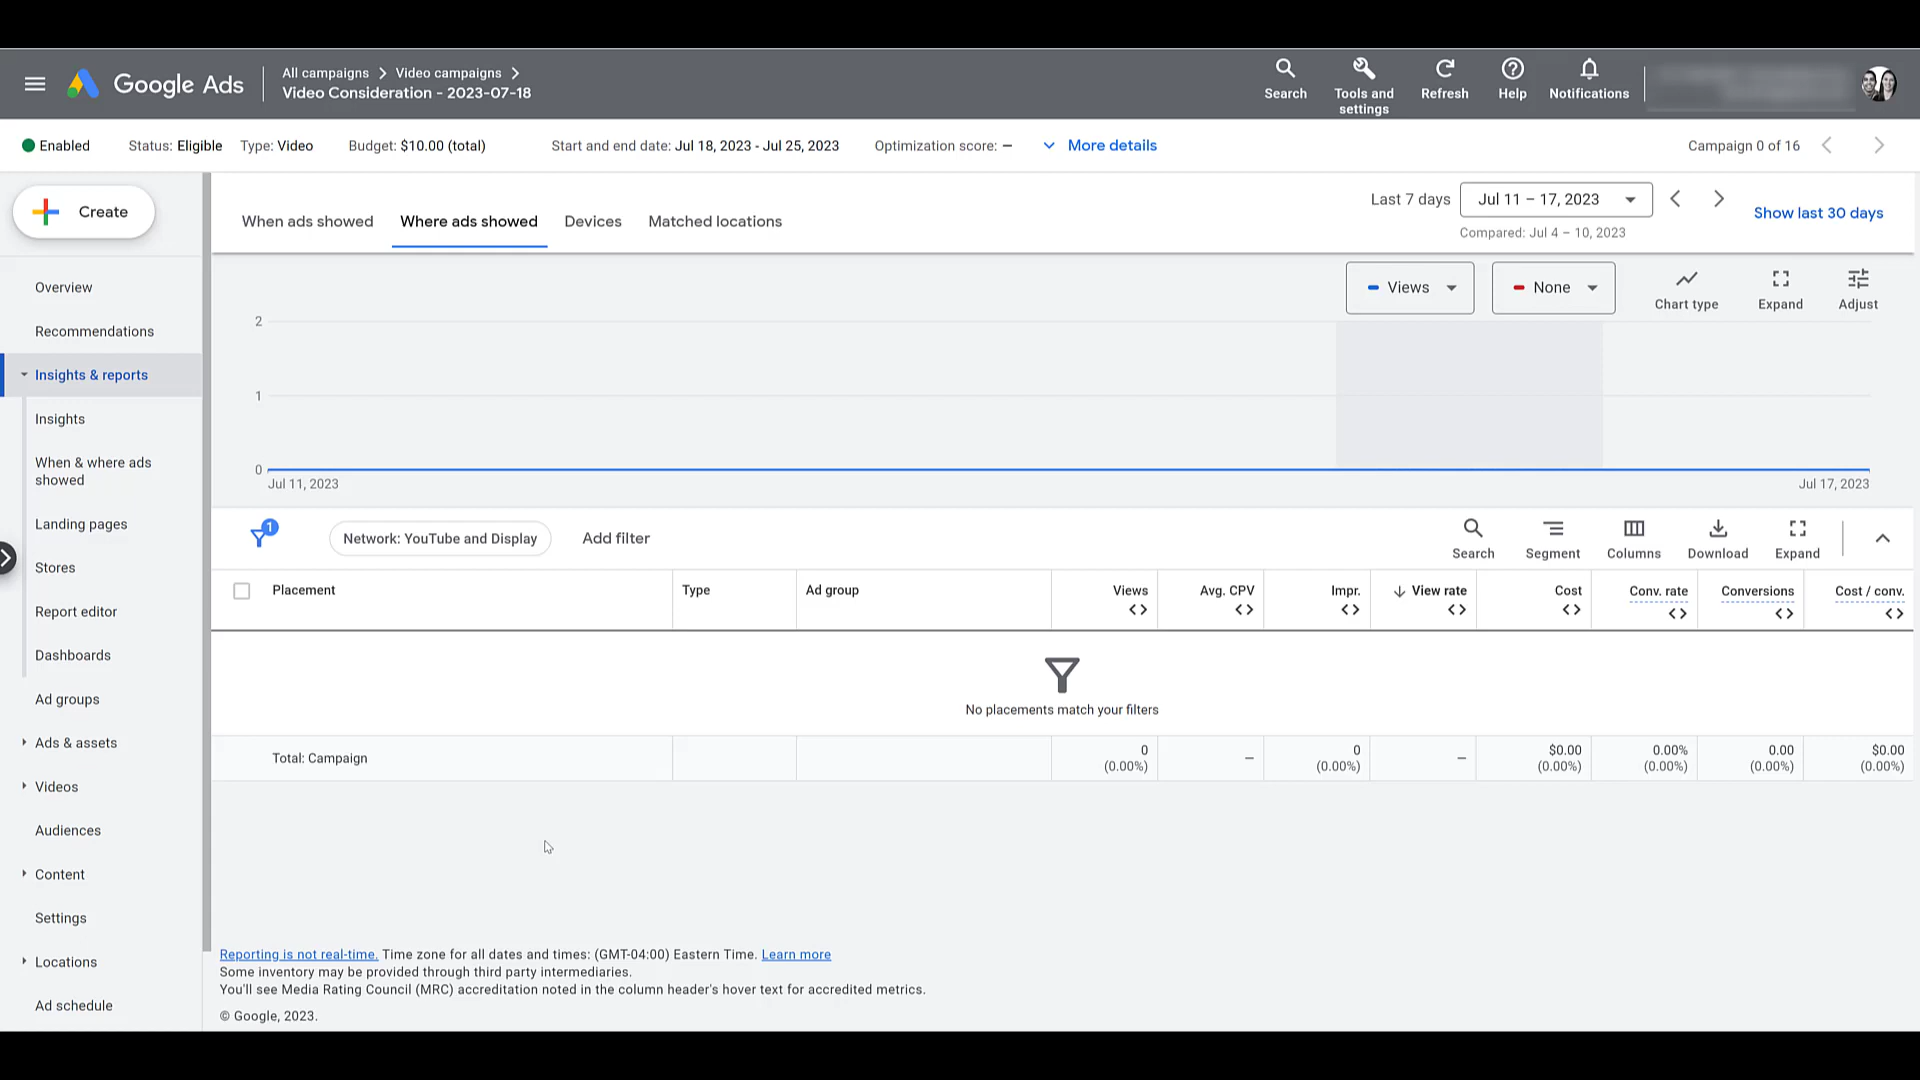 Google Ads
All campaigns
Video campaigns
Video Consideration - 2023-07-18
Search
Tools and
settings
Refresh
Help
Notifications
Enabled
Status: Eligible
Type: Video
Budget: $10.00 (total)
Start and end date: Jul 18, 2023 - Jul 25, 2023
Optimization score: –
More details
Campaign 0 of 16
Create
Overview
Recommendations
Insights & reports
Insights
When & where ads
showed
Landing pages
Stores
Report editor
Dashboards
Ad groups
Ads & assets
Videos
Audiences
Content
Settings
Locations
Ad schedule
When ads showed
Where ads showed
Devices
Matched locations
Last 7 days
Jul 11 – 17, 2023
Compared: Jul 4 – 10, 2023
Show last 30 days
Views
None
Chart type
Expand
Adjust
2
1
0
Jul 11, 2023
Jul 17, 2023
1
Network: YouTube and Display
Add filter
Search
Segment
Columns
Download
Expand
Placement
Type
Ad group
Views
Avg. CPV
Impr.
View rate
Cost
Conv. rate
Conversions
Cost / conv.
No placements match your filters
Total: Campaign
0
(0.00%)
–
0
(0.00%)
–
$0.00
(0.00%)
0.00%
(0.00%)
0.00
(0.00%)
$0.00
(0.00%)
Reporting is not real-time. Time zone for all dates and times: (GMT-04:00) Eastern Time. Learn more
Some inventory may be provided through third party intermediaries.
You'll see Media Rating Council (MRC) accreditation noted in the column header's hover text for accredited metrics.
© Google, 2023.